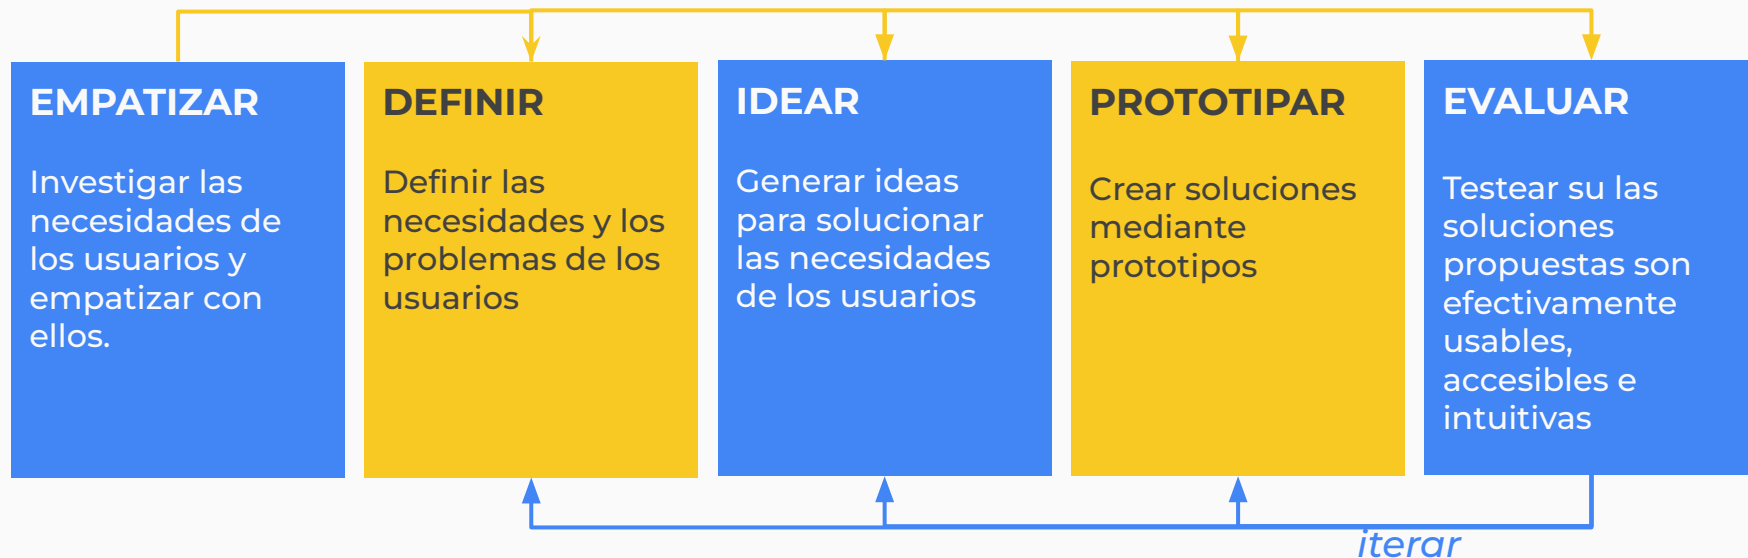 EMPATIZAR
Investigar las
necesidades de
los usuarios y
empatizar con
ellos.
DEFINIR
Definir las
necesidades y los
problemas de los
usuarios
IDEAR
Generar ideas
para solucionar
las necesidades
de los usuarios
PROTOTIPAR
Crear soluciones
mediante
prototipos
EVALUAR
Testear su las
soluciones
propuestas son
efectivamente
usables,
accesibles e
intuitivas
iterar